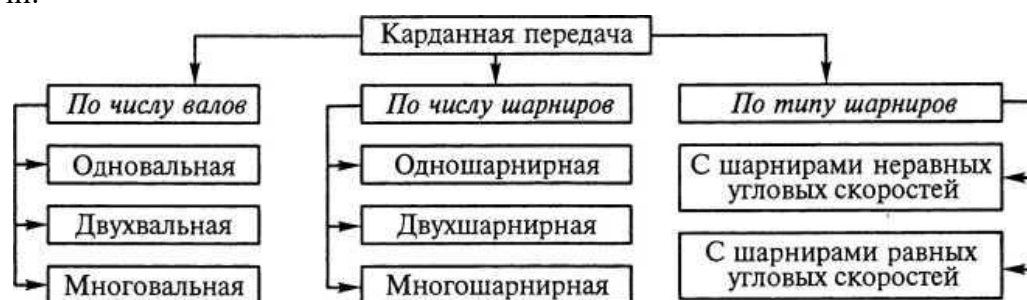 Карданная передача
По числу валов
Одновальная
Двухвальная
Многовальная
По числу шарниров
Одношарнирная
Двухшарнирная
Многошарнирная
По типу шарниров
С шарнирами неравных
угловых скоростей
С шарнирами равных
угловых скоростей